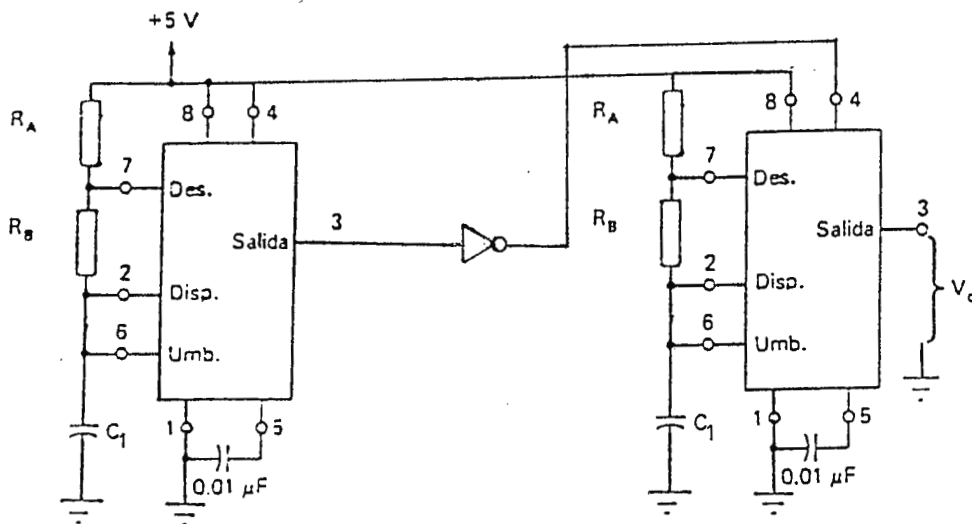 +5 V
R_A
8
4
7
Des.
R_B
Salida
3
2
Disp.
6
Umb.
C_1
1
5
0.01 μF
R_A
8
4
7
Des.
R_B
Salida
3
2
Disp.
V_o
6
Umb.
C_1
1
5
0.01 μF